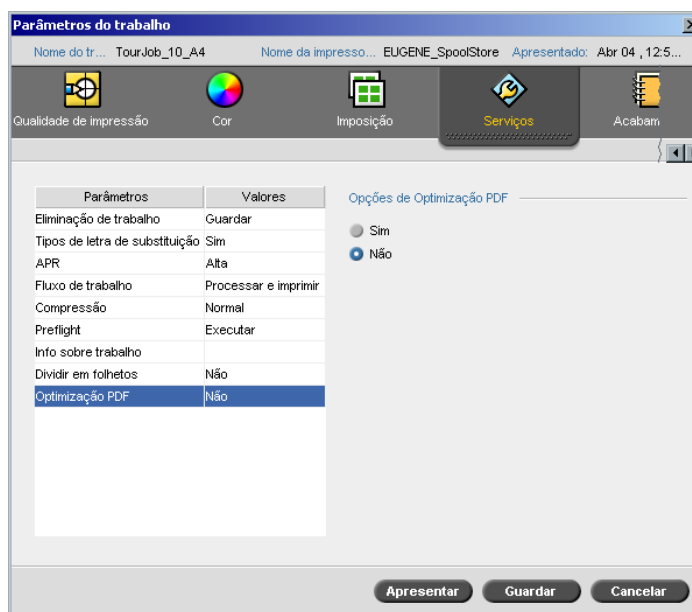 Parâmetros do trabalho
Nome do tr... TourJob_10_A4 Nome da impresso... EUGENE_SpoolStore Apresentado: Abr 04 , 12:5...
Qualidade de impressão Cor Imposição Serviços Acabam
Parâmetros Valores Opções de Optimização PDF
Eliminação de trabalho Guardar
Sim
Tipos de letra de substituição Sim
Não
APR Alta
Fluxo de trabalho Processar e imprimir
Compressão Normal
Preflight Executar
Info sobre trabalho
Dividir em folhetos Não
Optimização PDF Não
Apresentar Guardar Cancelar